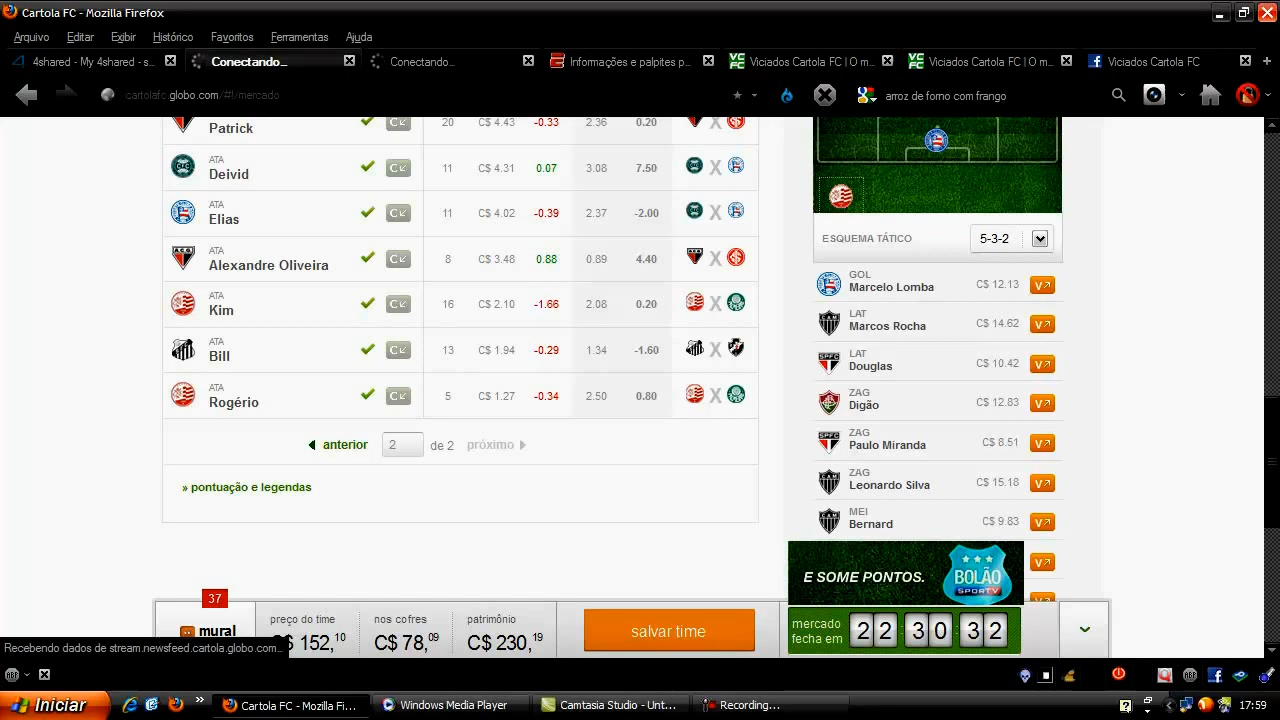 Cartola FC - Mozilla Firefox
Arquivo Editar Exibir Histórico Favoritos Ferramentas Ajuda
4shared - My 4shared - s... Conectando... Conectando... Informações e palpites p... Viciados Cartola FC | O m... Viciados Cartola FC | O m... Viciados Cartola FC
cartolafc.globo.com/#!/mercado
arroz de forno com frango
Patrick 20 C$ 4.43 -0.33 2.36 0.20 X
ATA
Deivid 11 C$ 4.31 0.07 3.08 7.50 X
ATA
Elias 11 C$ 4.02 -0.39 2.37 -2.00 X
ATA
Alexandre Oliveira 8 C$ 3.48 0.88 0.89 4.40 X
ATA
Kim 16 C$ 2.10 -1.66 2.08 0.20 X
ATA
Bill 13 C$ 1.94 -0.29 1.34 -1.60 X
ATA
Rogério 5 C$ 1.27 -0.34 2.50 0.80 X
anterior 2 de 2 próximo
» pontuação e legendas
ESQUEMA TÁTICO 5-3-2
GOL
Marcelo Lomba C$ 12.13
LAT
Marcos Rocha C$ 14.62
LAT
Douglas C$ 10.42
ZAG
Digão C$ 12.83
ZAG
Paulo Miranda C$ 8.51
ZAG
Leonardo Silva C$ 15.18
MEI
Bernard C$ 9.83
E SOME PONTOS.
BOLÃO
SPORTV
37
mural
preço do time
C$ 152,10
nos cofres
C$ 78,09
patrimônio
C$ 230,19
salvar time
mercado
fecha em
22 30 32
Recebendo dados de stream.newsfeed.cartola.globo.com...
Iniciar
Cartola FC - Mozilla Fi...
Windows Media Player
Camtasia Studio - Unt...
Recording...
17:59